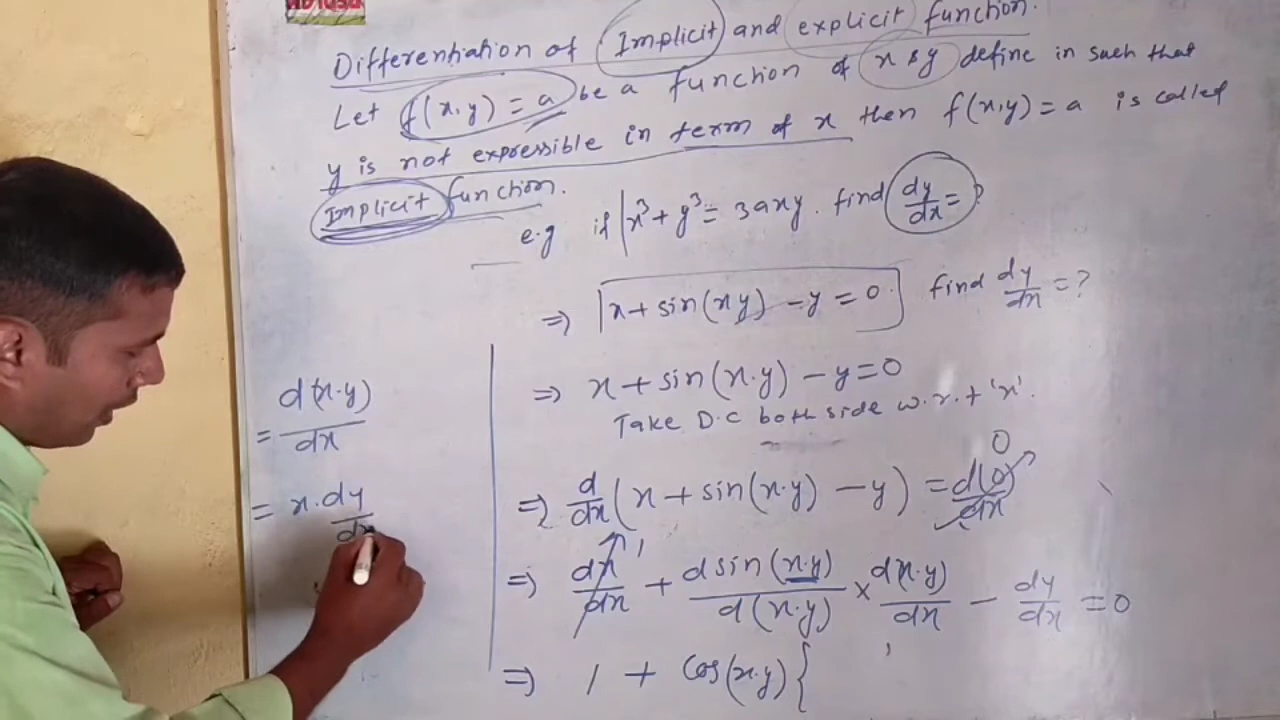 Differentiation of Implicit and explicit function.
Let f(x,y) = a be a function of x & y define in such that
y is not expressible in term of x then f(x,y) = a is called
Implicit function.
e.g if x³ + y³ = 3axy. find dy/dx = ?
⇒ x + sin(xy) - y = 0. find dy/dx = ?
⇒ x + sin(x.y) - y = 0
Take D.C both side w.r.t 'x'.
⇒ d/dx (x + sin(x.y) - y) = d(0)/dx 0
⇒ dx/dx 1 + d sin(x.y)/d(x.y) × d(x.y)/dx - dy/dx = 0
⇒ 1 + cos(x.y) {
= d(x.y)/dx
= x.dy/dx